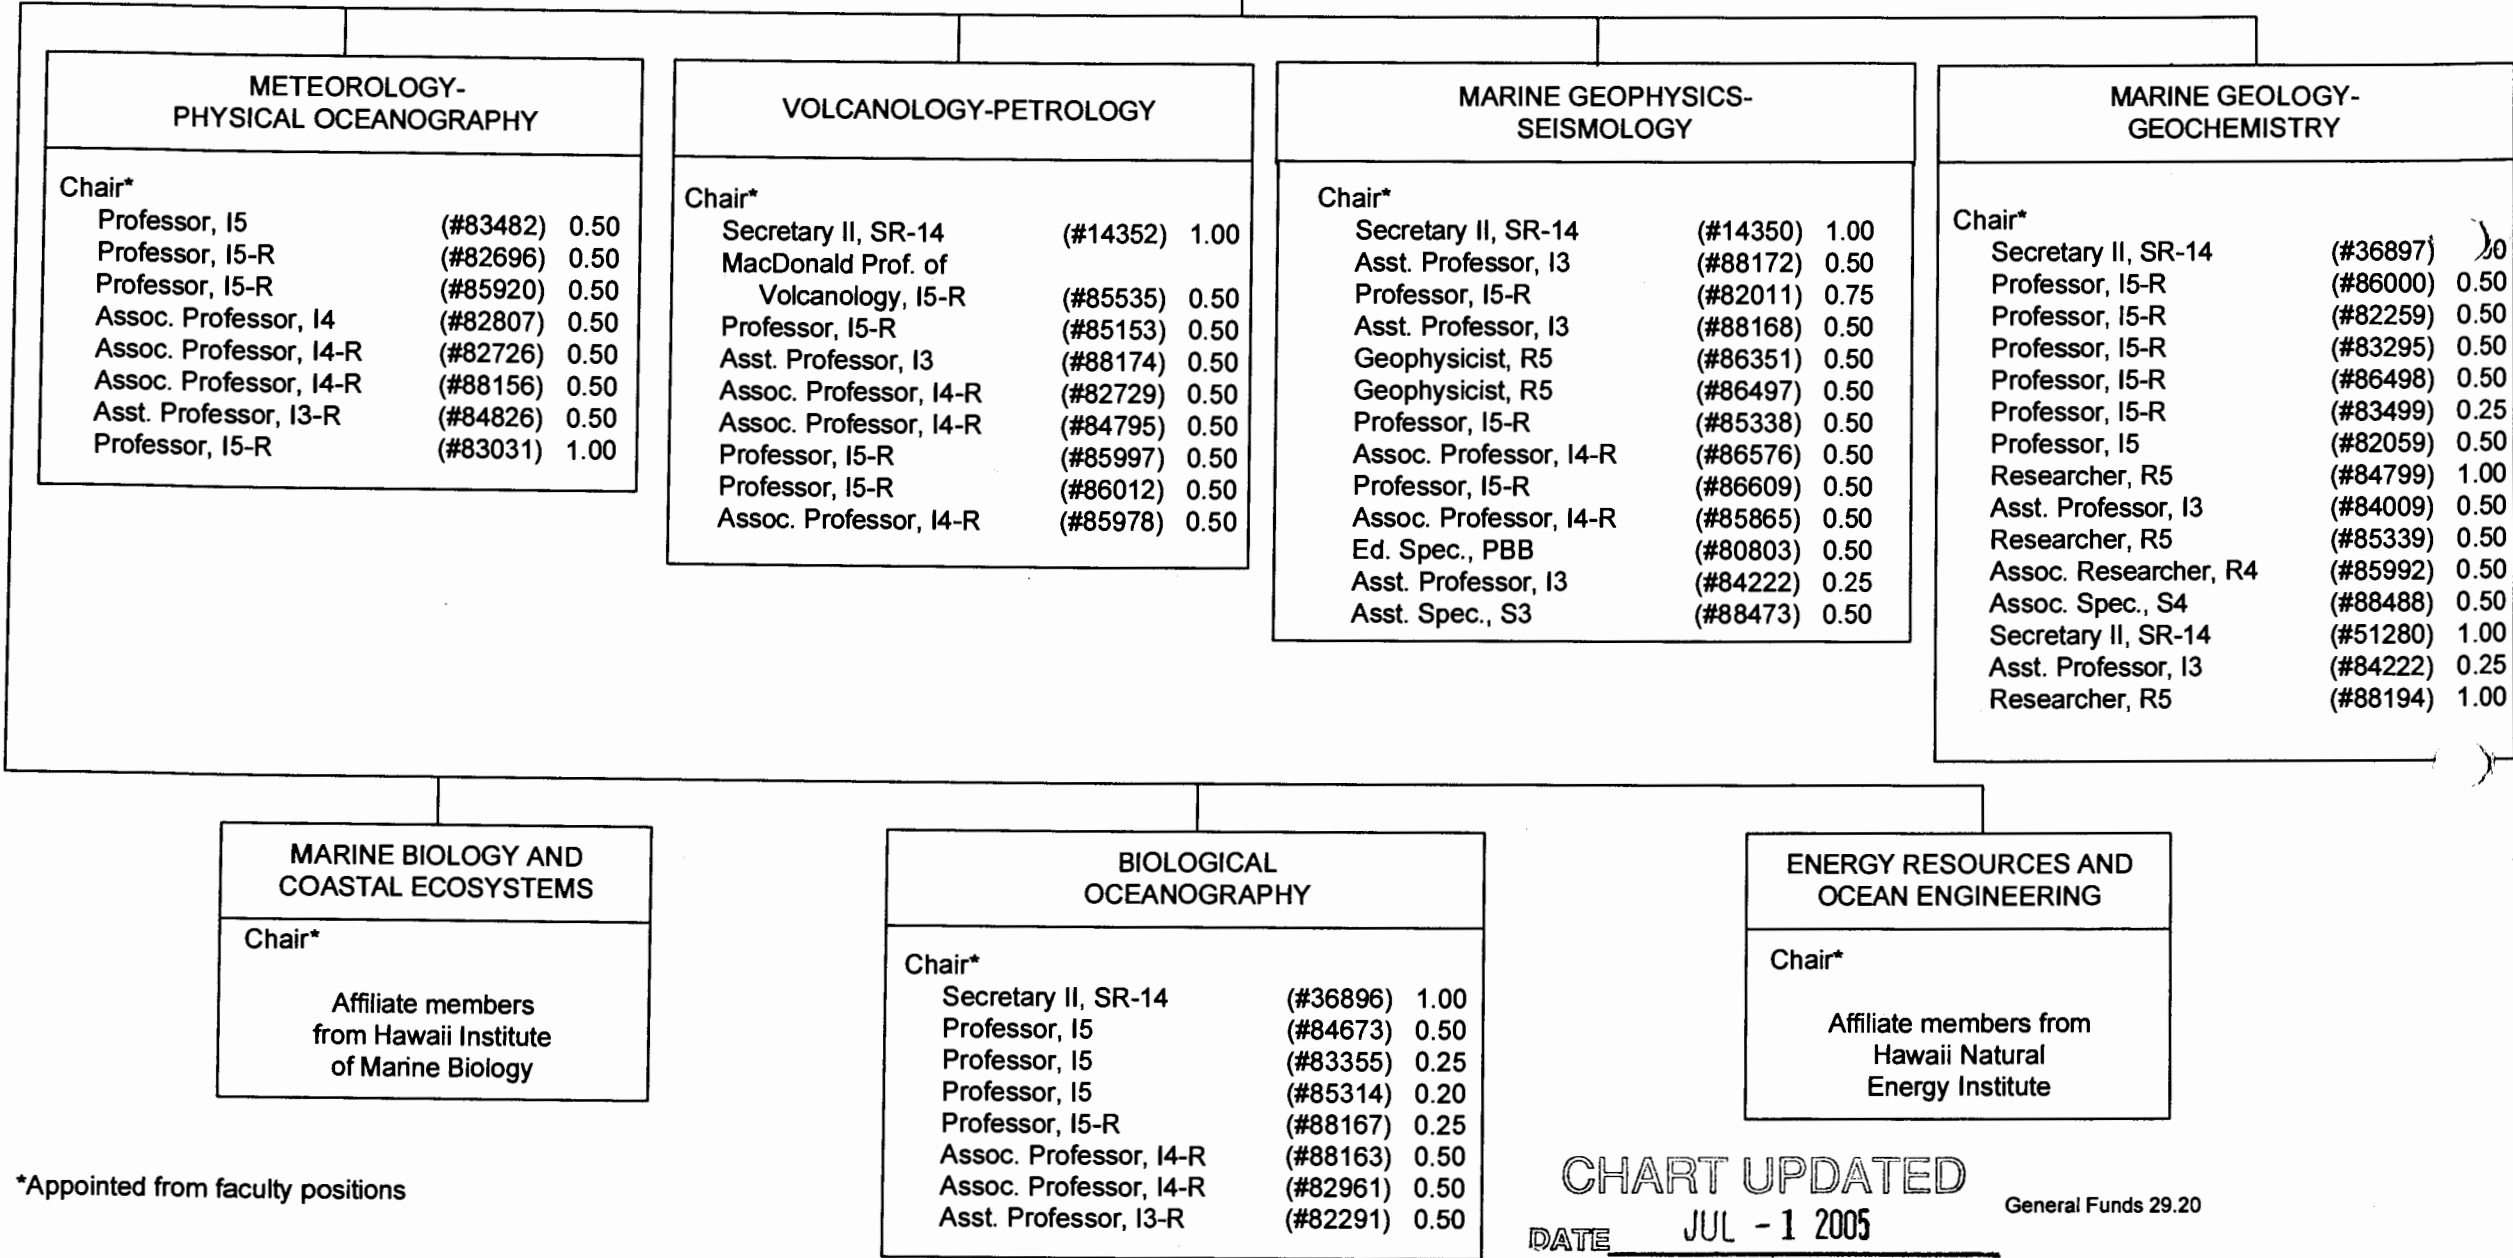 METEOROLOGY-
PHYSICAL OCEANOGRAPHY
Chair*
Professor, I5 (#83482) 0.50
Professor, I5-R (#82696) 0.50
Professor, I5-R (#85920) 0.50
Assoc. Professor, I4 (#82807) 0.50
Assoc. Professor, I4-R (#82726) 0.50
Assoc. Professor, I4-R (#88156) 0.50
Asst. Professor, I3-R (#84826) 0.50
Professor, I5-R (#83031) 1.00
VOLCANOLOGY-PETROLOGY
Chair*
Secretary II, SR-14 (#14352) 1.00
MacDonald Prof. of
Volcanology, I5-R (#85535) 0.50
Professor, I5-R (#85153) 0.50
Asst. Professor, I3 (#88174) 0.50
Assoc. Professor, I4-R (#82729) 0.50
Assoc. Professor, I4-R (#84795) 0.50
Professor, I5-R (#85997) 0.50
Professor, I5-R (#86012) 0.50
Assoc. Professor, I4-R (#85978) 0.50
MARINE GEOPHYSICS-
SEISMOLOGY
Chair*
Secretary II, SR-14 (#14350) 1.00
Asst. Professor, I3 (#88172) 0.50
Professor, I5-R (#82011) 0.75
Asst. Professor, I3 (#88168) 0.50
Geophysicist, R5 (#86351) 0.50
Geophysicist, R5 (#86497) 0.50
Professor, I5-R (#85338) 0.50
Assoc. Professor, I4-R (#86576) 0.50
Professor, I5-R (#86609) 0.50
Assoc. Professor, I4-R (#85865) 0.50
Ed. Spec., PBB (#80803) 0.50
Asst. Professor, I3 (#84222) 0.25
Asst. Spec., S3 (#88473) 0.50
MARINE GEOLOGY-
GEOCHEMISTRY
Chair*
Secretary II, SR-14 (#36897)
Professor, I5-R (#86000) 0.50
Professor, I5-R (#82259) 0.50
Professor, I5-R (#83295) 0.50
Professor, I5-R (#86498) 0.50
Professor, I5-R (#83499) 0.25
Professor, I5 (#82059) 0.50
Researcher, R5 (#84799) 1.00
Asst. Professor, I3 (#84009) 0.50
Researcher, R5 (#85339) 0.50
Assoc. Researcher, R4 (#85992) 0.50
Assoc. Spec., S4 (#88488) 0.50
Secretary II, SR-14 (#51280) 1.00
Asst. Professor, I3 (#84222) 0.25
Researcher, R5 (#88194) 1.00
MARINE BIOLOGY AND
COASTAL ECOSYSTEMS
Chair*
Affiliate members
from Hawaii Institute
of Marine Biology
BIOLOGICAL
OCEANOGRAPHY
Chair*
Secretary II, SR-14 (#36896) 1.00
Professor, I5 (#84673) 0.50
Professor, I5 (#83355) 0.25
Professor, I5 (#85314) 0.20
Professor, I5-R (#88167) 0.25
Assoc. Professor, I4-R (#88163) 0.50
Assoc. Professor, I4-R (#82961) 0.50
Asst. Professor, I3-R (#82291) 0.50
ENERGY RESOURCES AND
OCEAN ENGINEERING
Chair*
Affiliate members from
Hawaii Natural
Energy Institute
*Appointed from faculty positions
CHART UPDATED
DATE JUL - 1 2005
General Funds 29.20